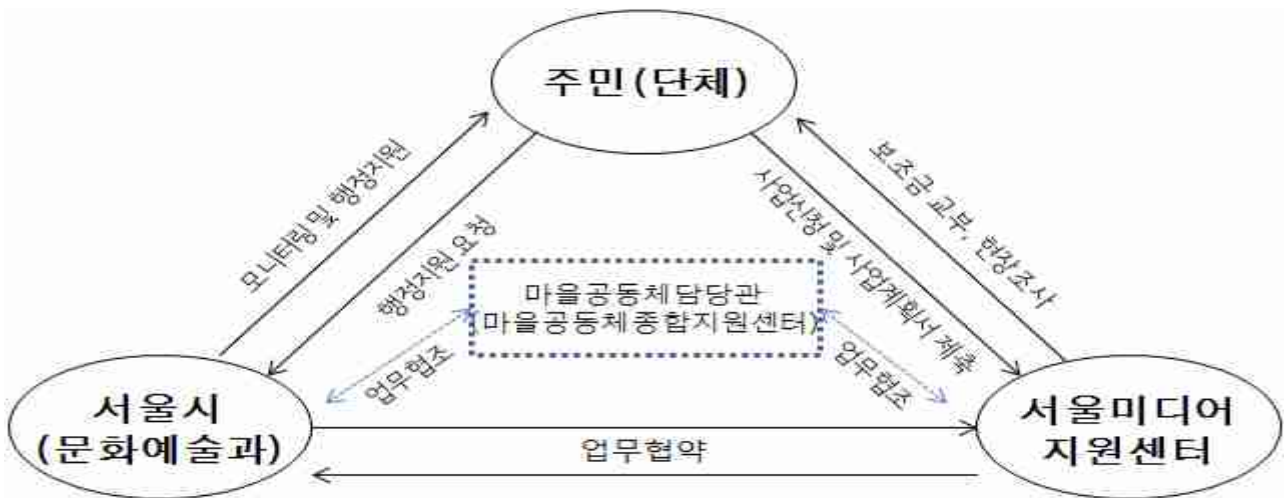 주민(단체)
모니터링 및 행정지원
행정지원 요청
사업신청 및 사업계획서 제축
보조금 교부, 현장조사
마을공동체담당관
(마을공동체종합지원센터)
업무협조
업무협조
서울시
(문화예술과)
업무협약
서울미디어
지원센터